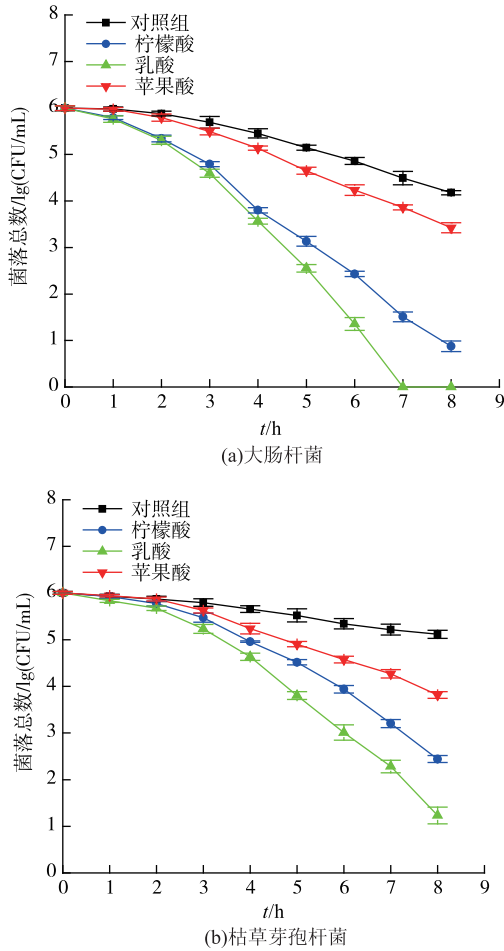 8
7
6
5
4
3
2
1
0
菌落总数/lg(CFU/mL)
对照组
柠檬酸
乳酸
苹果酸
0 1 2 3 4 5 6 7 8 9
t/h
(a)大肠杆菌
8
7
6
5
4
3
2
1
0
菌落总数/lg(CFU/mL)
对照组
柠檬酸
乳酸
苹果酸
0 1 2 3 4 5 6 7 8 9
t/h
(b)枯草芽孢杆菌